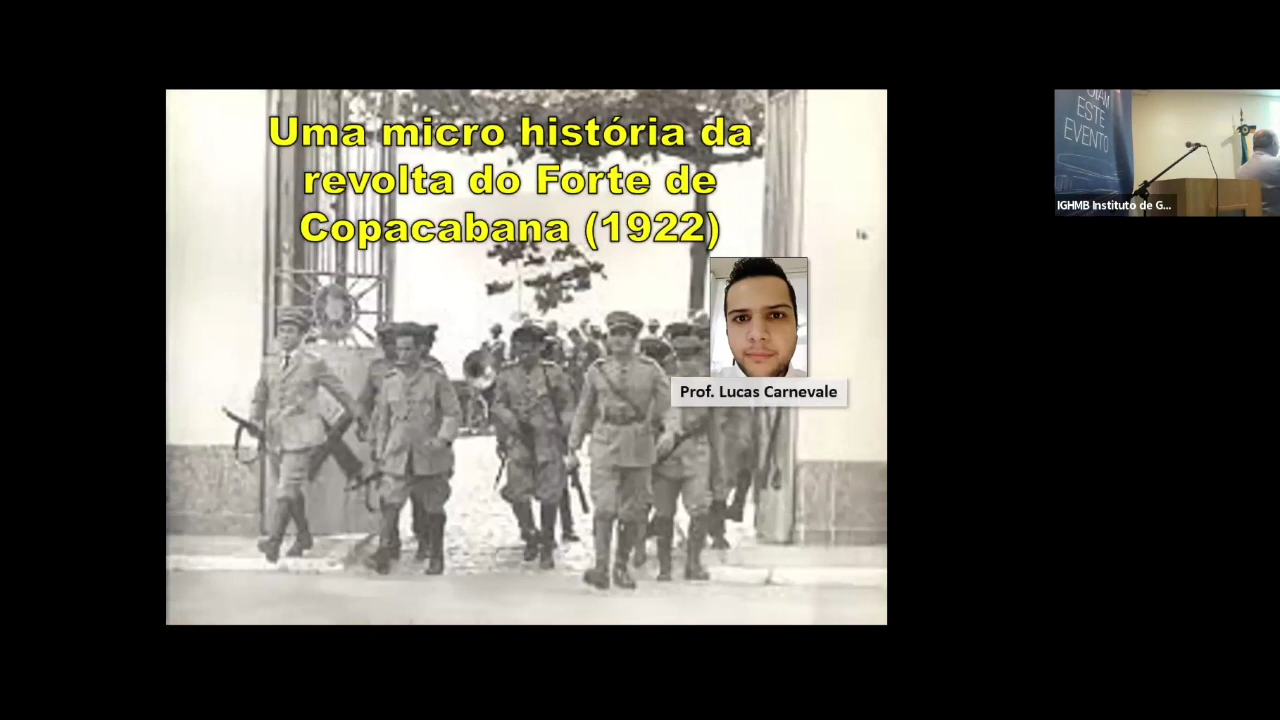 Uma micro história da
revolta do Forte de
Copacabana (1922)
Prof. Lucas Carnevale
ESTE
EVENTO
IGHMB Instituto de G...